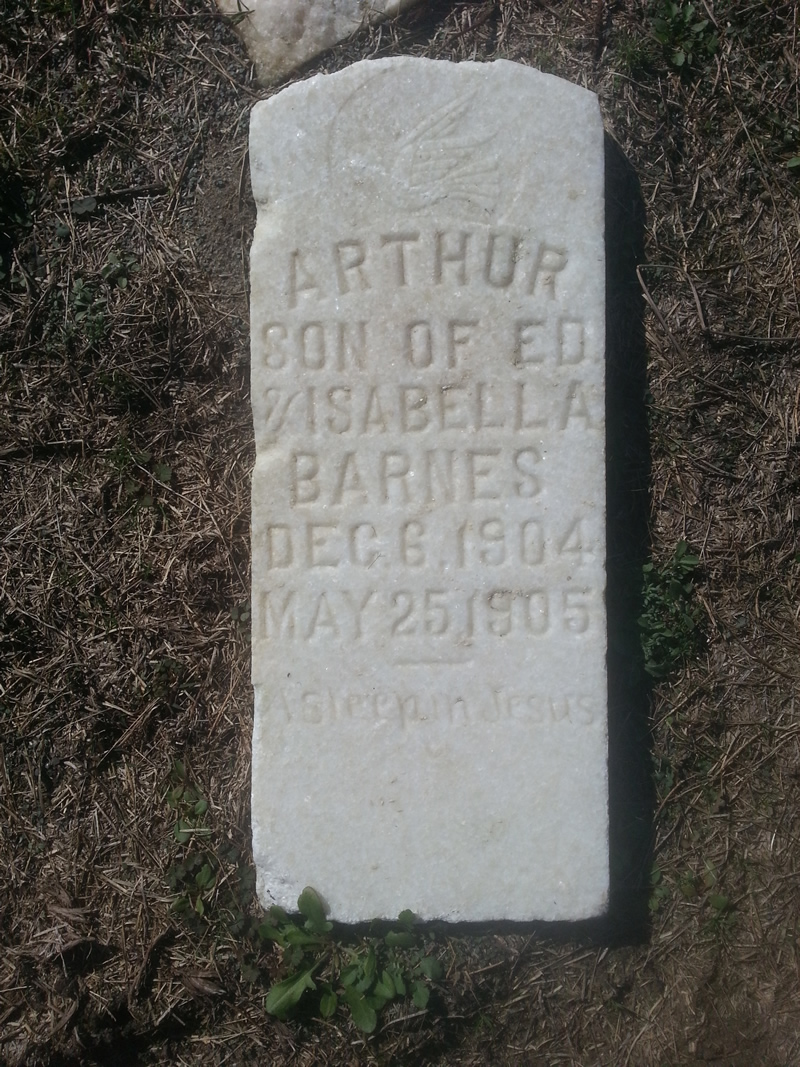 ARTHUR
SON OF ED.
& ISABELLA
BARNES
DEC. 6, 1904
MAY 25, 1905
Asleep in Jesus